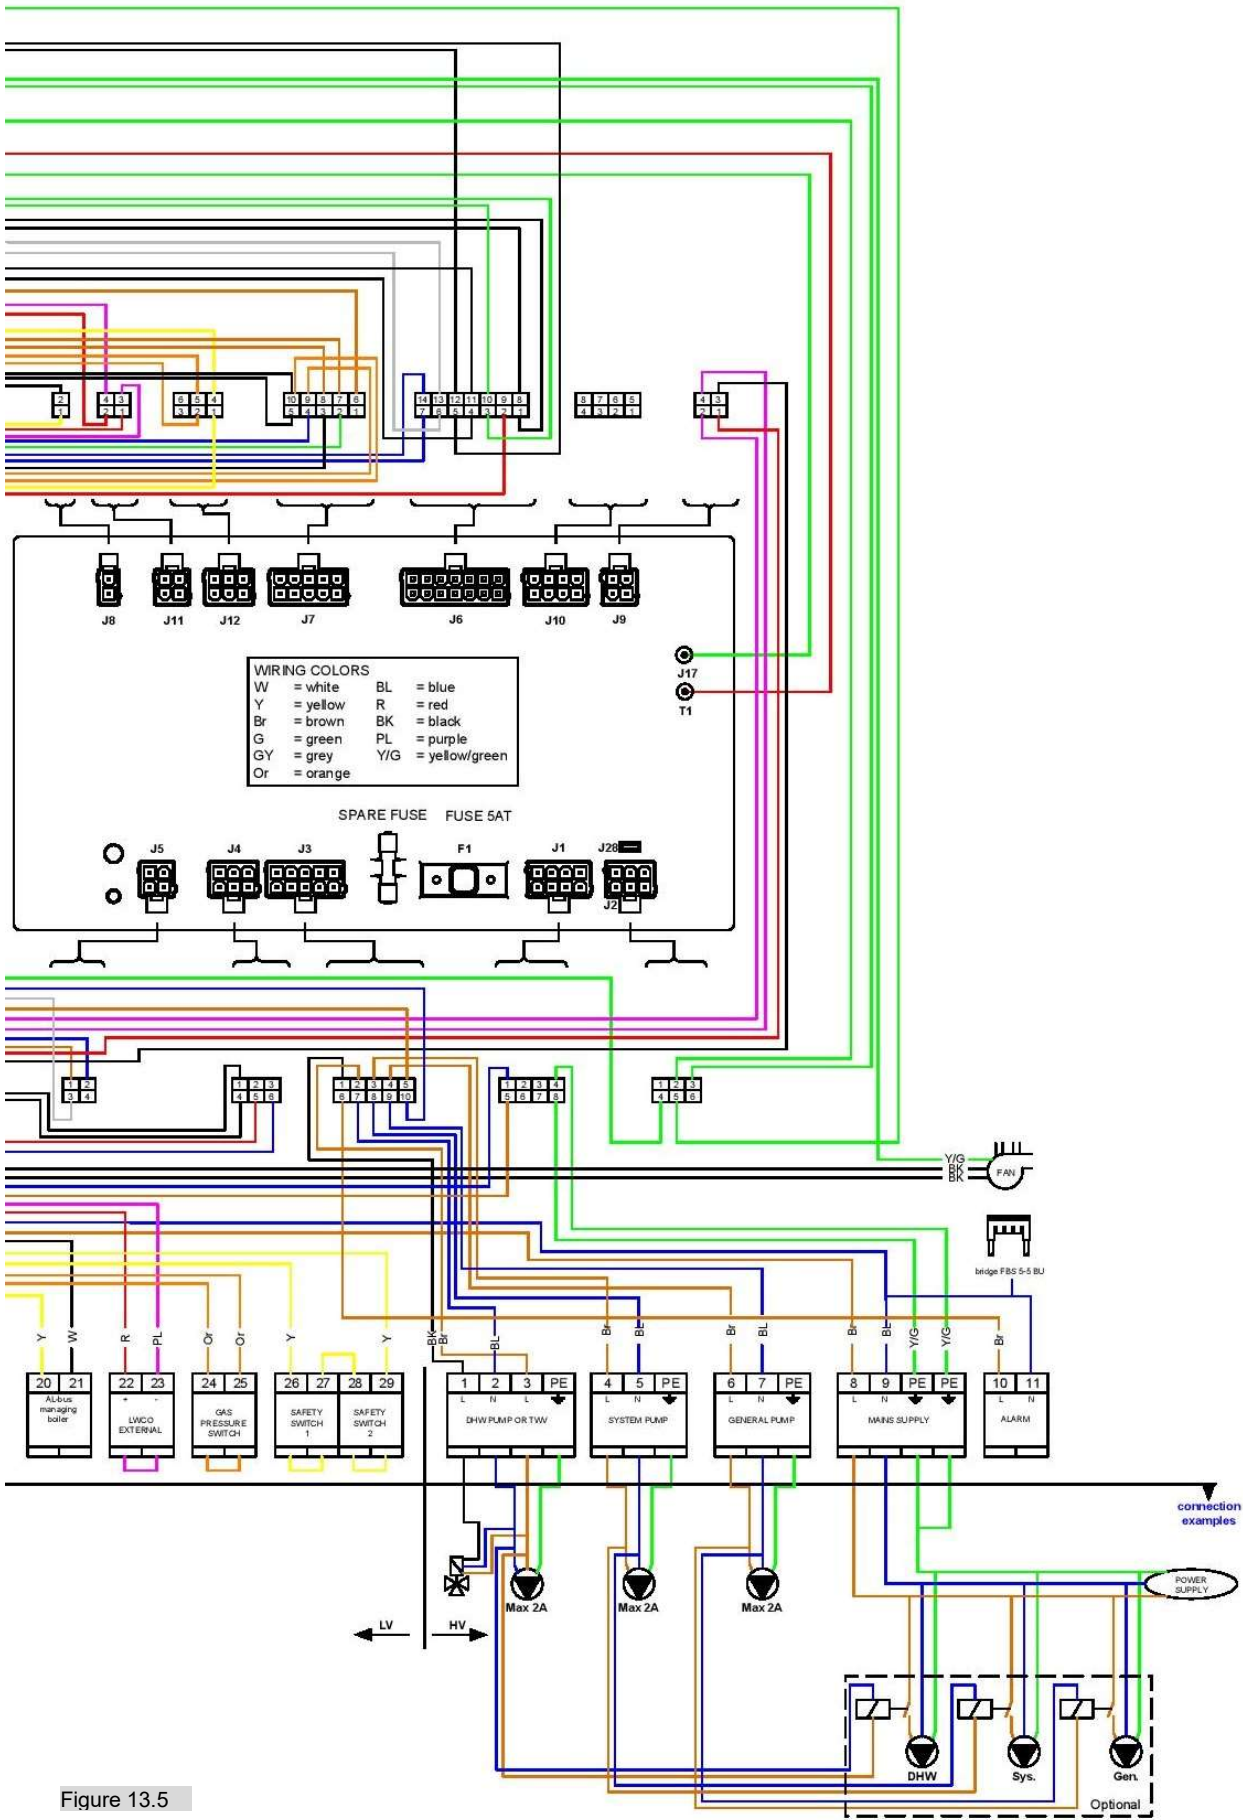 2
1
4 3
2 1
6 5 4
3 2 1
10 9 8 7 6
5 4 3 2 1
14 13 12 11 10 9 8
7 6 5 4 3 2 1
8 7 6 5
4 3 2 1
4 3
2 1
J8
J11
J12
J7
J6
J10
J9
J17
T1
WIRING COLORS
W = white BL = blue
Y = yellow R = red
Br = brown BK = black
G = green PL = purple
GY = grey Y/G = yellow/green
Or = orange
SPARE FUSE FUSE 5AT
J5
J4
J3
F1
J1
J28
J2
1 2
3 4
1 2 3
4 5 6
1 2 3 4 5
6 7 8 9 10
1 2 3 4
5 6 7 8
1 2 3
4 5 6
Y/G
BK
BK
FAN
bridge FBS 5-5 BU
Y
W
R
PL
Or
Or
Y
Y
BK
Br
BL
Br
BL
Br
BL
Br
BL
Y/G
Y/G
Br
20 21
AL-bus
managing
boiler
22 23
+ -
LWCO
EXTERNAL
24 25
GAS
PRESSURE
SWITCH
26 27
SAFETY
SWITCH
1
28 29
SAFETY
SWITCH
2
1 2 3 PE
L N L
DHW PUMP OR TWV
4 5 PE
L N
SYSTEM PUMP
6 7 PE
L N
GENERAL PUMP
8 9 PE PE
L N
MAINS SUPPLY
10 11
L N
ALARM
connection
examples
POWER
SUPPLY
Max 2A
Max 2A
Max 2A
LV
HV
DHW
Sys.
Gen.
Optional
Figure 13.5